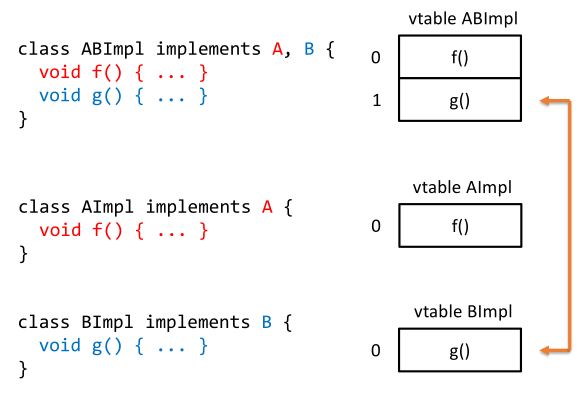 vtable ABImpl
class ABImpl implements A, B {
void f() { ... }
void g() { ... }
}
0 f()
1 g()
vtable AImpl
class AImpl implements A {
void f() { ... }
}
0 f()
vtable BImpl
class BImpl implements B {
void g() { ... }
}
0 g()